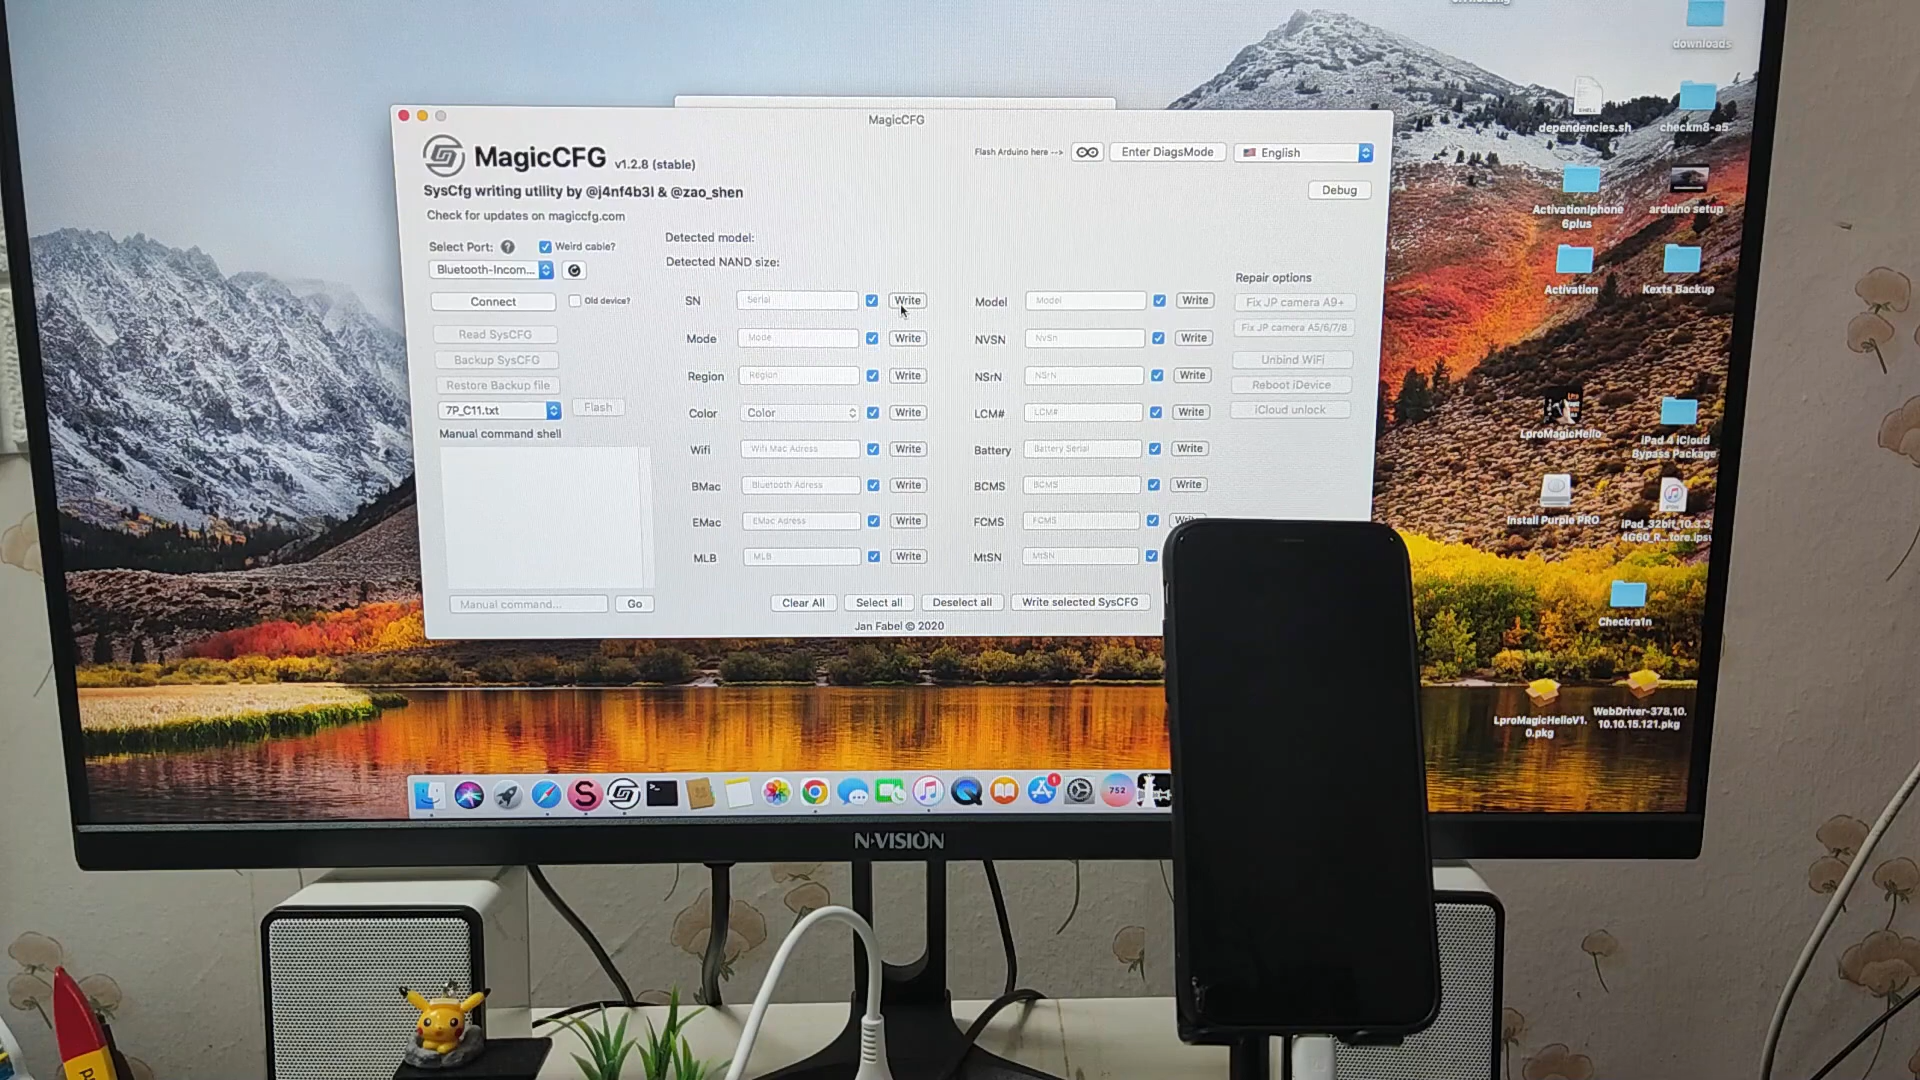 downloads
dependencies.sh
checkm8-a5
MagicCFG
MagicCFG v1.2.8 (stable)
Flash Arduino here -->
Enter DiagsMode
English
SysCfg writing utility by @j4nf4b3l & @zao_shen
Debug
Check for updates on magiccfg.com
Select Port:
Weird cable?
Detected model:
Bluetooth-Incom...
Detected NAND size:
Connect
Old device?
Read SysCFG
Backup SysCFG
Restore Backup file
7P_C11.txt
Flash
Manual command shell
Manual command...
Go
SN
Serial
Write
Mode
Mode
Write
Region
Region
Write
Color
Color
Write
Wifi
Wifi Mac Adress
Write
BMac
Bluetooth Adress
Write
EMac
EMac Adress
Write
MLB
MLB
Write
Model
Model
Write
NVSN
NvSn
Write
NSrN
NSrN
Write
LCM#
LCM#
Write
Battery
Battery Serial
Write
BCMS
BCMS
Write
FCMS
FCMS
MtSN
MtSN
Repair options
Fix JP camera A9+
Fix JP camera A5/6/7/8
Unbind WiFi
Reboot iDevice
iCloud unlock
Clear All
Select all
Deselect all
Write selected SysCFG
Jan Fabel © 2020
ActivationIphone
6plus
arduino setup
Activation
Kexts Backup
LproMagicHello
iPad 4 iCloud
Bypass Package
Install Purple PRO
iPad_32bit_10.3.3_
4G60_R...tore.ipsw
Checkra1n
LproMagicHelloV1.
0.pkg
WebDriver-378.10.
10.10.15.121.pkg
752
N·VISION